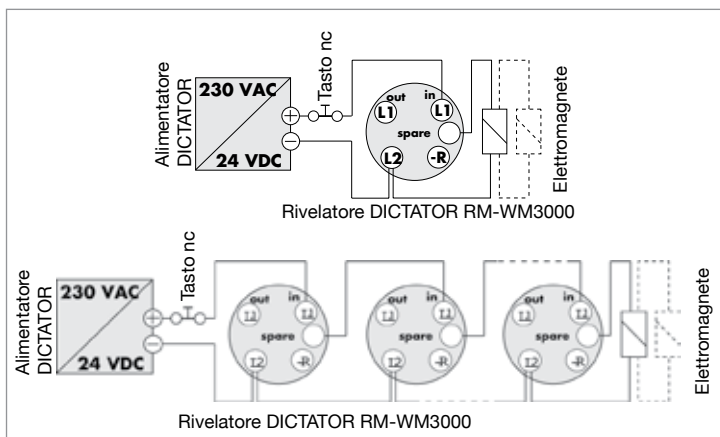 Alimentatore
DICTATOR
230 VAC
24 VDC
+
−
Tasto nc
out
in
L1
L1
spare
L2
-R
Elettromagnete
Rivelatore DICTATOR RM-WM3000
Alimentatore
DICTATOR
230 VAC
24 VDC
+
−
Tasto nc
out
in
L1
L1
spare
L2
-R
out
in
L1
L1
spare
L2
-R
out
in
L1
L1
spare
L2
-R
Elettromagnete
Rivelatore DICTATOR RM-WM3000